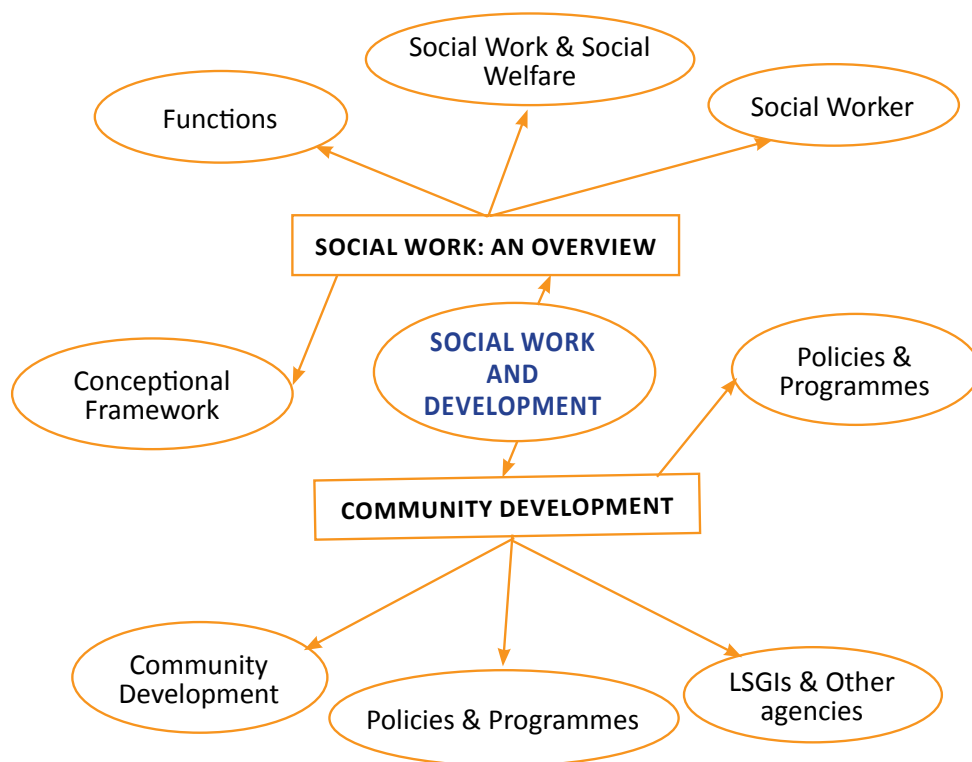 Social Work & Social
Welfare
Functions
Social Worker
SOCIAL WORK: AN OVERVIEW
SOCIAL WORK
AND
DEVELOPMENT
Conceptional
Framework
Policies &
Programmes
COMMUNITY DEVELOPMENT
Community
Development
Policies & Programmes
LSGIs & Other
agencies